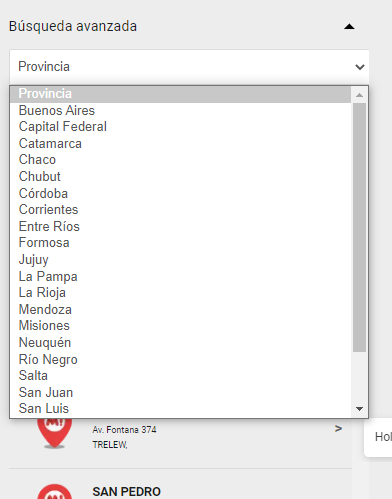 Búsqueda avanzada
Provincia
Provincia
Buenos Aires
Capital Federal
Catamarca
Chaco
Chubut
Córdoba
Corrientes
Entre Ríos
Formosa
Jujuy
La Pampa
La Rioja
Mendoza
Misiones
Neuquén
Río Negro
Salta
San Juan
San Luis
M!
Av. Fontana 374
>
TRELEW,
Hol
SAN PEDRO